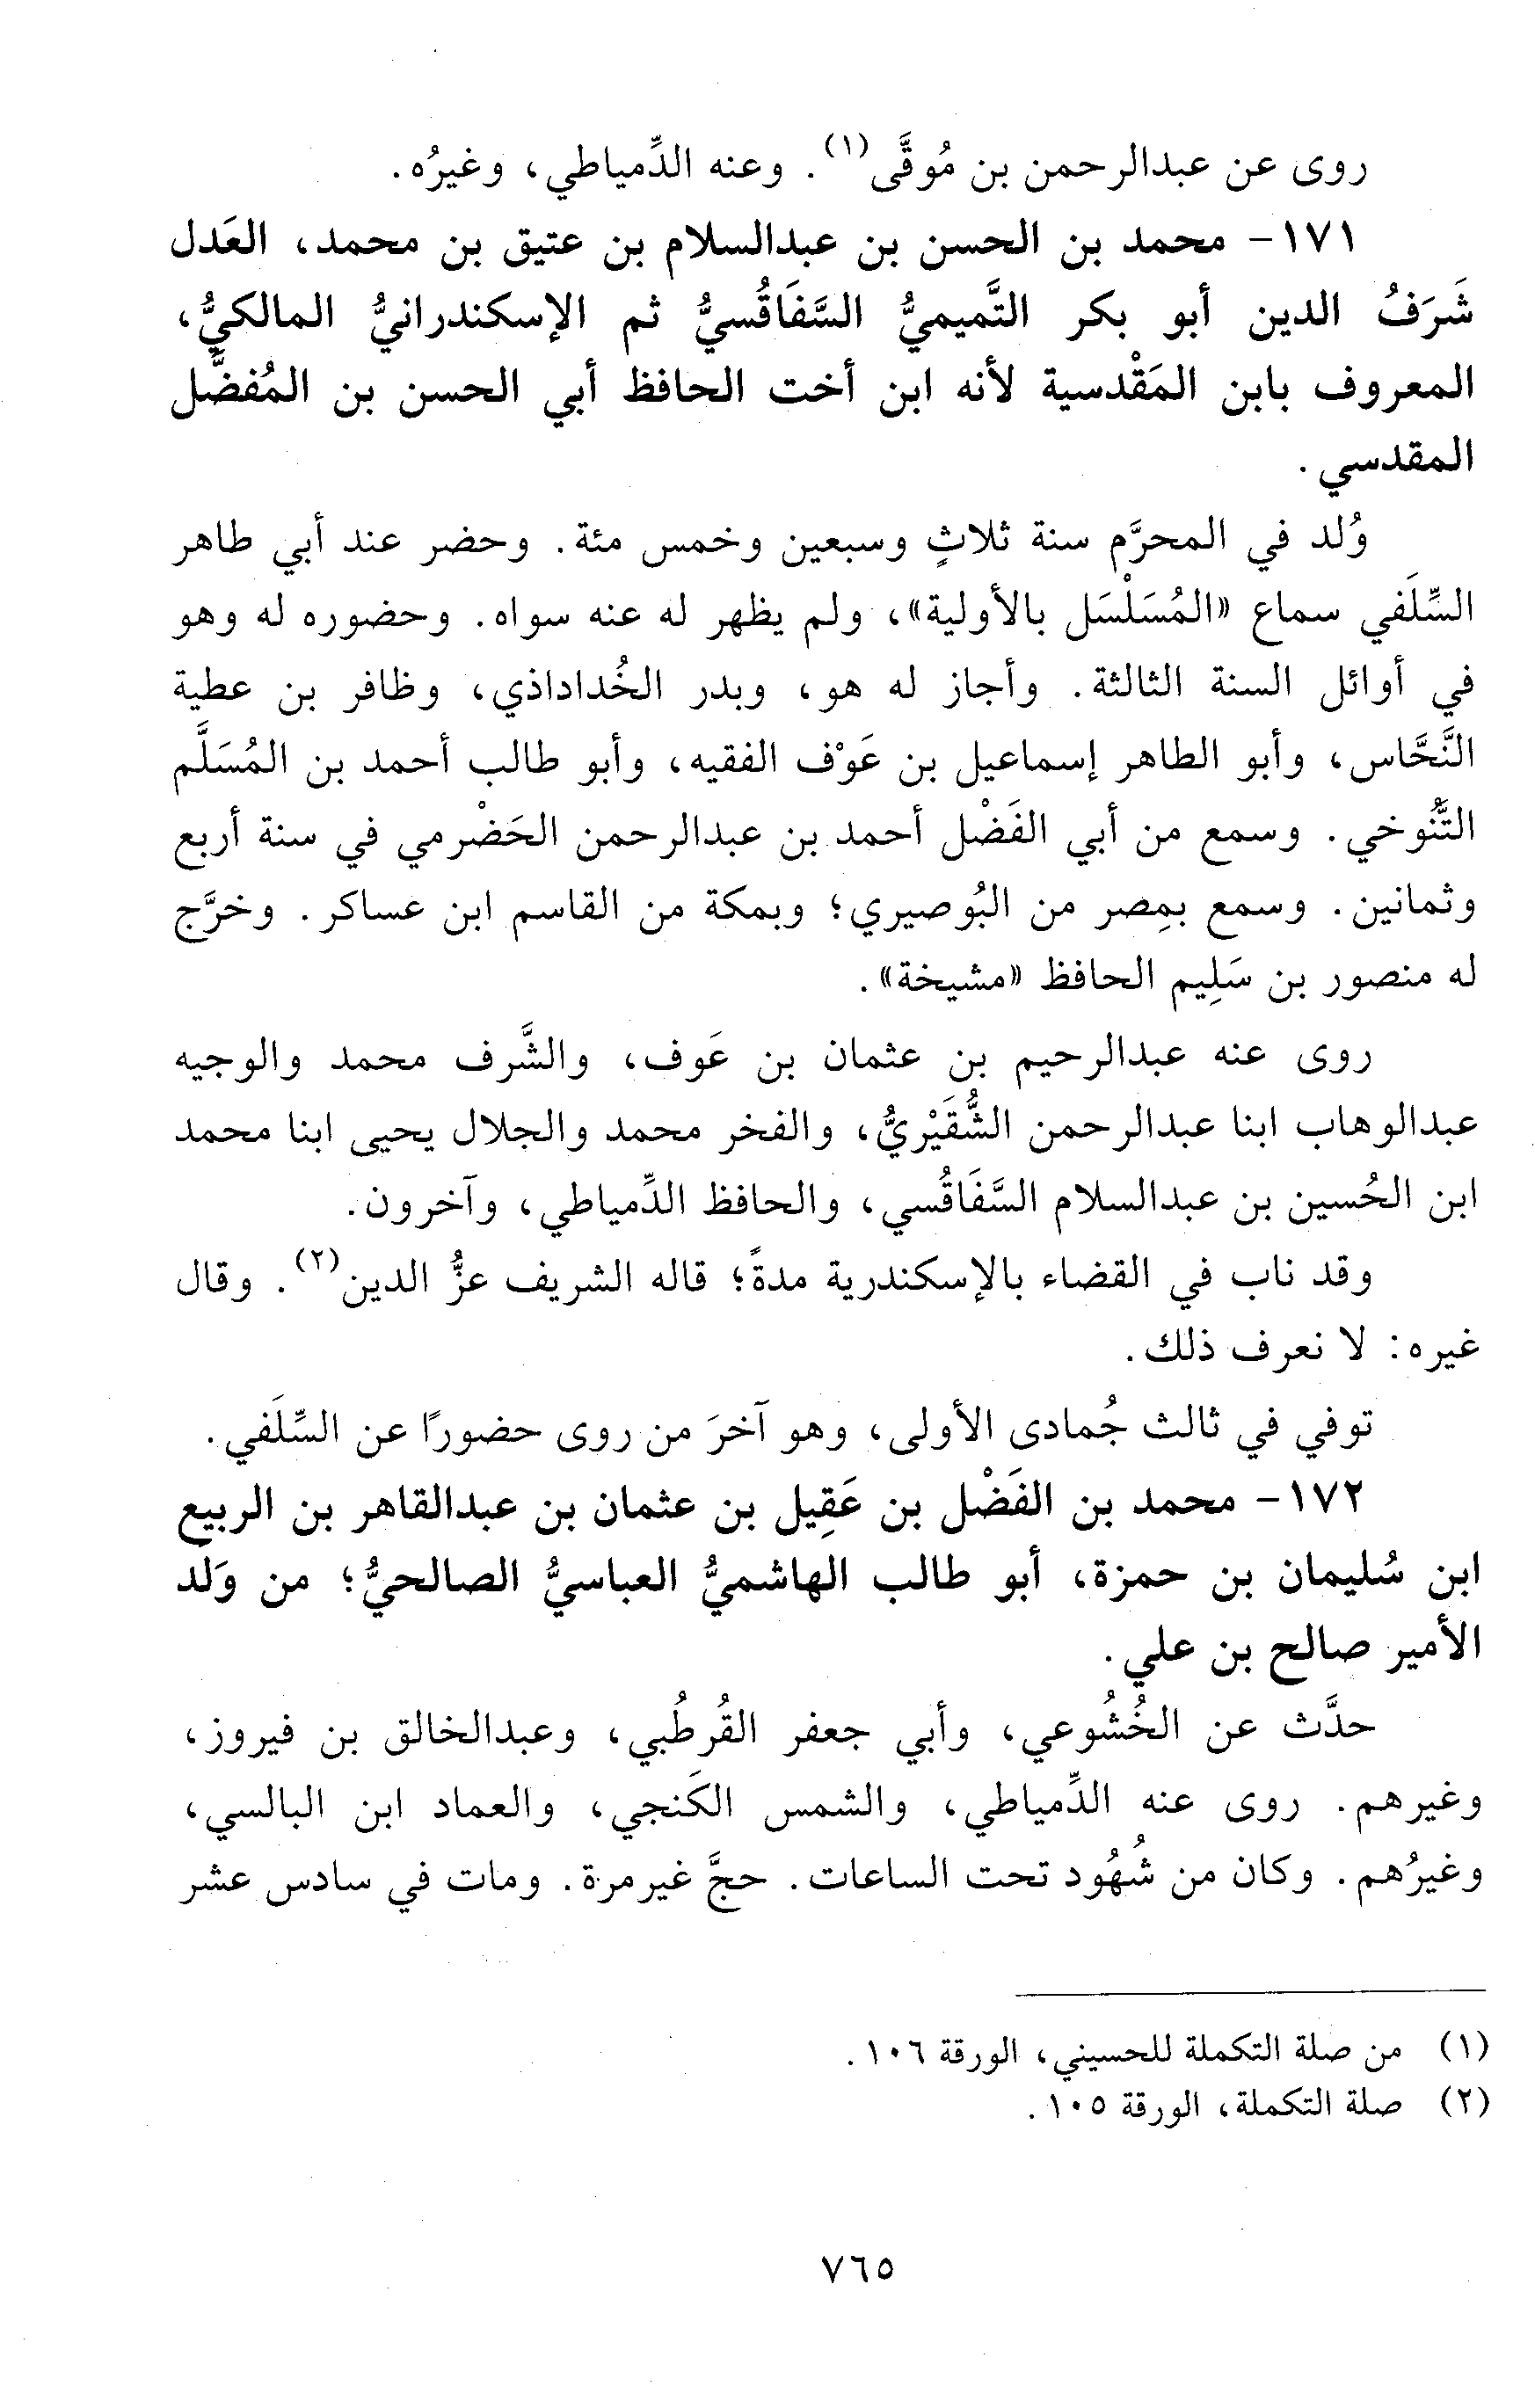 روى عن عبدالرحمن بن مُوقَّى(١). وعنه الدِّمياطي، وغيرُه.
١٧١- محمد بن الحسن بن عبدالسلام بن عتيق بن محمد، العَدل
شَرَفُ الدين أبو بكر التَّميميُّ السَّفَاقُسيُّ ثم الإسكندرانيُّ المالكيُّ،
المعروف بابن المَقْدسية لأنه ابن أخت الحافظ أبي الحسن بن المُفضَّل
المقدسي.
وُلد في المحرَّم سنة ثلاثٍ وسبعين وخمس مئة. وحضر عند أبي طاهر
السِّلَفي سماع «المُسَلْسَل بالأولية»، ولم يظهر له عنه سواه. وحضوره له وهو
في أوائل السنة الثالثة. وأجاز له هو، وبدر الخُداداذي، وظافر بن عطية
النَّحَّاس، وأبو الطاهر إسماعيل بن عَوْف الفقيه، وأبو طالب أحمد بن المُسَلَّم
التَّنُوخي. وسمع من أبي الفَضْل أحمد بن عبدالرحمن الحَضْرمي في سنة أربع
وثمانين. وسمع بمِصر من البُوصيري؛ وبمكة من القاسم ابن عساكر. وخرَّج
له منصور بن سَلِيم الحافظ «مشيخة».
روى عنه عبدالرحيم بن عثمان بن عَوف، والشَّرف محمد والوجيه
عبدالوهاب ابنا عبدالرحمن الشُّقَيْريُّ، والفخر محمد والجلال يحيى ابنا محمد
ابن الحُسين بن عبدالسلام السَّفَاقُسي، والحافظ الدِّمياطي، وآخرون.
وقد ناب في القضاء بالإسكندرية مدةً؛ قاله الشريف عزُّ الدين(٢). وقال
غيره: لا نعرف ذلك.
توفي في ثالث جُمادى الأولى، وهو آخرَ من روى حضورًا عن السِّلَفي.
١٧٢- محمد بن الفَضْل بن عَقِيل بن عثمان بن عبدالقاهر بن الربيع
ابن سُليمان بن حمزة، أبو طالب الهاشميُّ العباسيُّ الصالحيُّ؛ من وَلَد
الأمير صالح بن علي.
حدَّث عن الخُشُوعي، وأبي جعفر القُرطُبي، وعبدالخالق بن فيروز،
وغيرهم. روى عنه الدِّمياطي، والشمس الكَنجي، والعماد ابن البالسي،
وغيرُهم. وكان من شُهُود تحت الساعات. حجَّ غيرمرة. ومات في سادس عشر
(١) من صلة التكملة للحسيني، الورقة ١٠٦.
(٢) صلة التكملة، الورقة ١٠٥.
٧٦٥